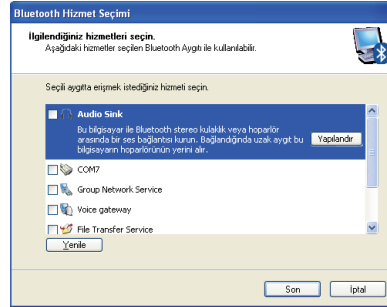 Bluetooth Hizmet Seçimi
İlgilendiğiniz hizmetleri seçin.
Aşağıdaki hizmetler seçilen Bluetooth Aygıtı ile kullanılabilir.
Seçili aygıtta erişmek istediğiniz hizmeti seçin.
Audio Sink
Bu bilgisayar ile Bluetooth stereo kulaklık veya hoparlör
arasında bir ses bağlantısı kurun. Bağlandığında uzak aygıt bu
bilgisayarın hoparlörünün yerini alır.
Yapılandır
COM7
Group Network Service
Voice gateway
File Transfer Service
Yenile
Son
İptal